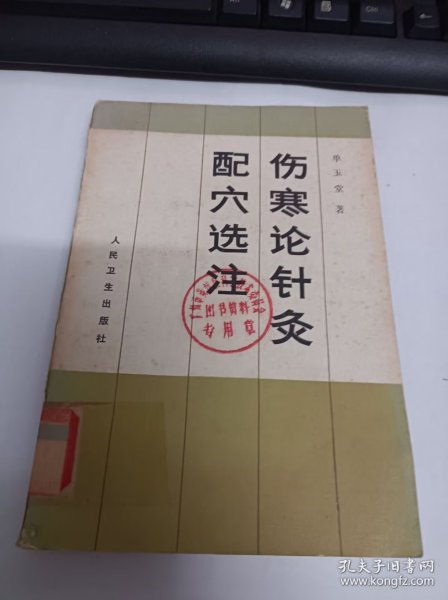 单玉堂 著
伤寒论针灸
配穴选注
人民卫生出版社
图书资料
专用章
孔夫子旧书网
www.kongfz.com